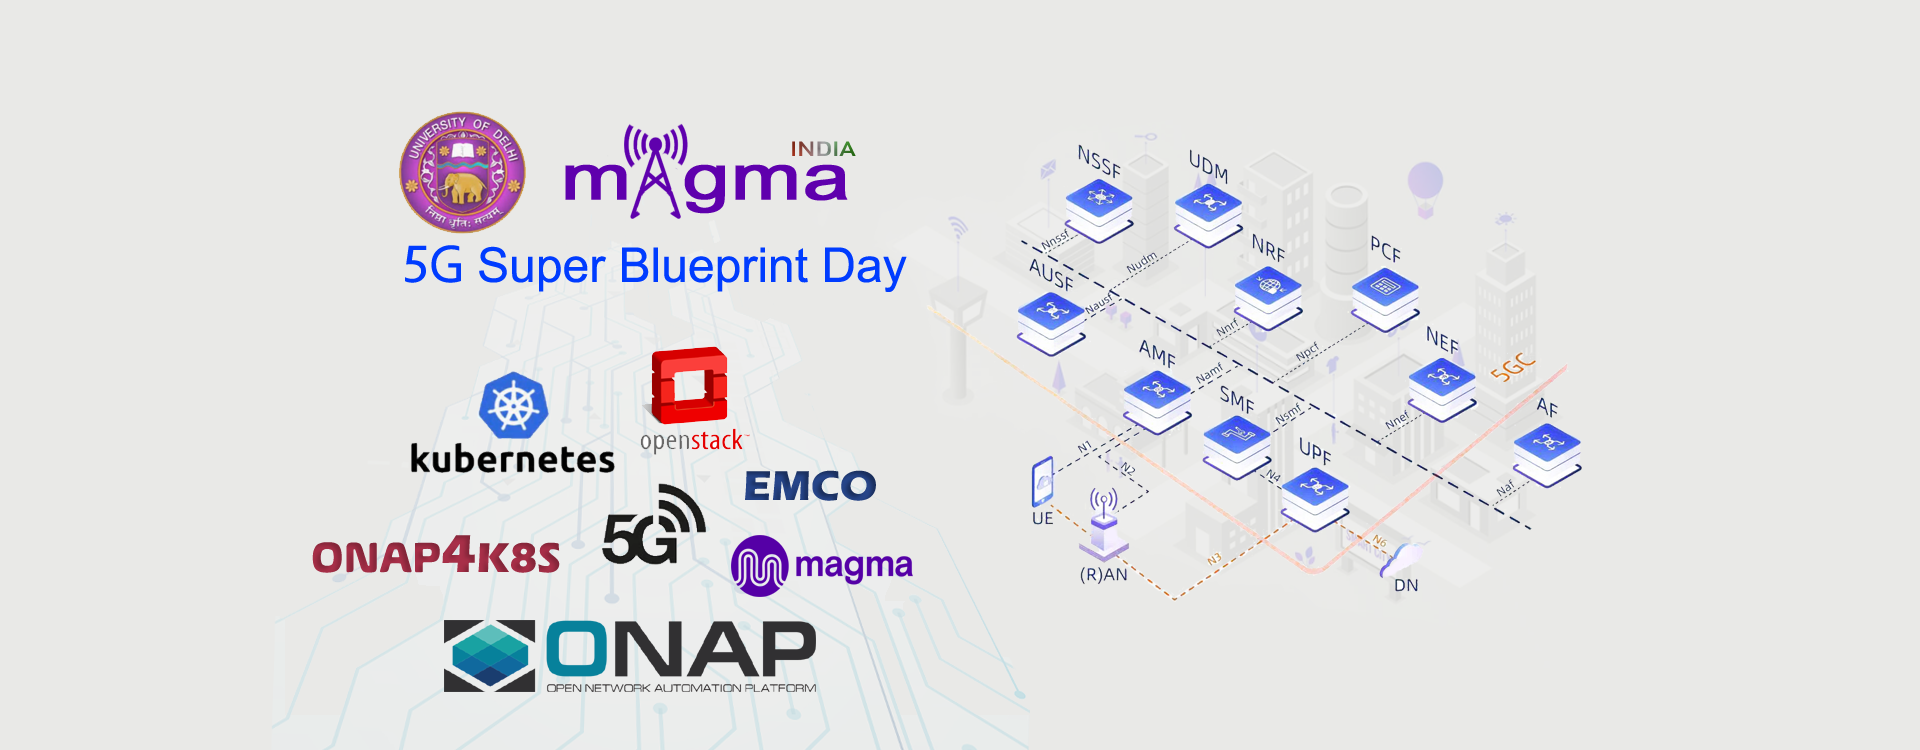 UNIVERSITY OF DELHI
निष्ठा धृति: सत्यम्
INDIA
magma
5G Super Blueprint Day
kubernetes
openstack
EMCO
ONAP4K8S
5G
magma
ONAP
OPEN NETWORK AUTOMATION PLATFORM
NSSF
UDM
Nnssf
Nudm
NRF
PCF
AUSF
Nausf
Nnrf
Npcf
NEF
5GC
AMF
Namf
SMF
Nsmf
Nnef
AF
UPF
N1
N2
N4
Naf
UE
(R)AN
N3
N6
DN